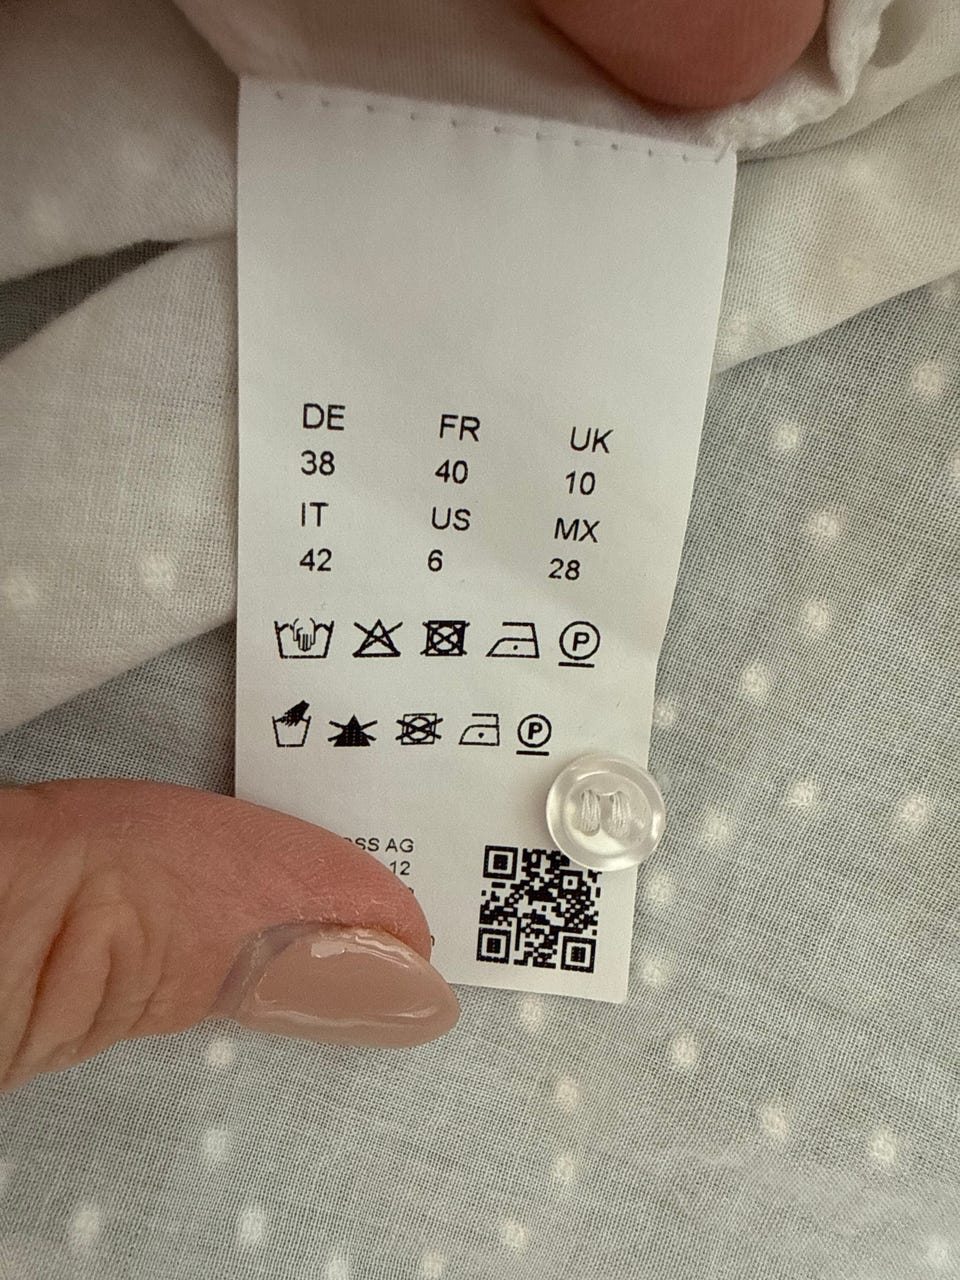 DE FR UK
38 40 10
IT US MX
42 6 28
P
P
AG
12